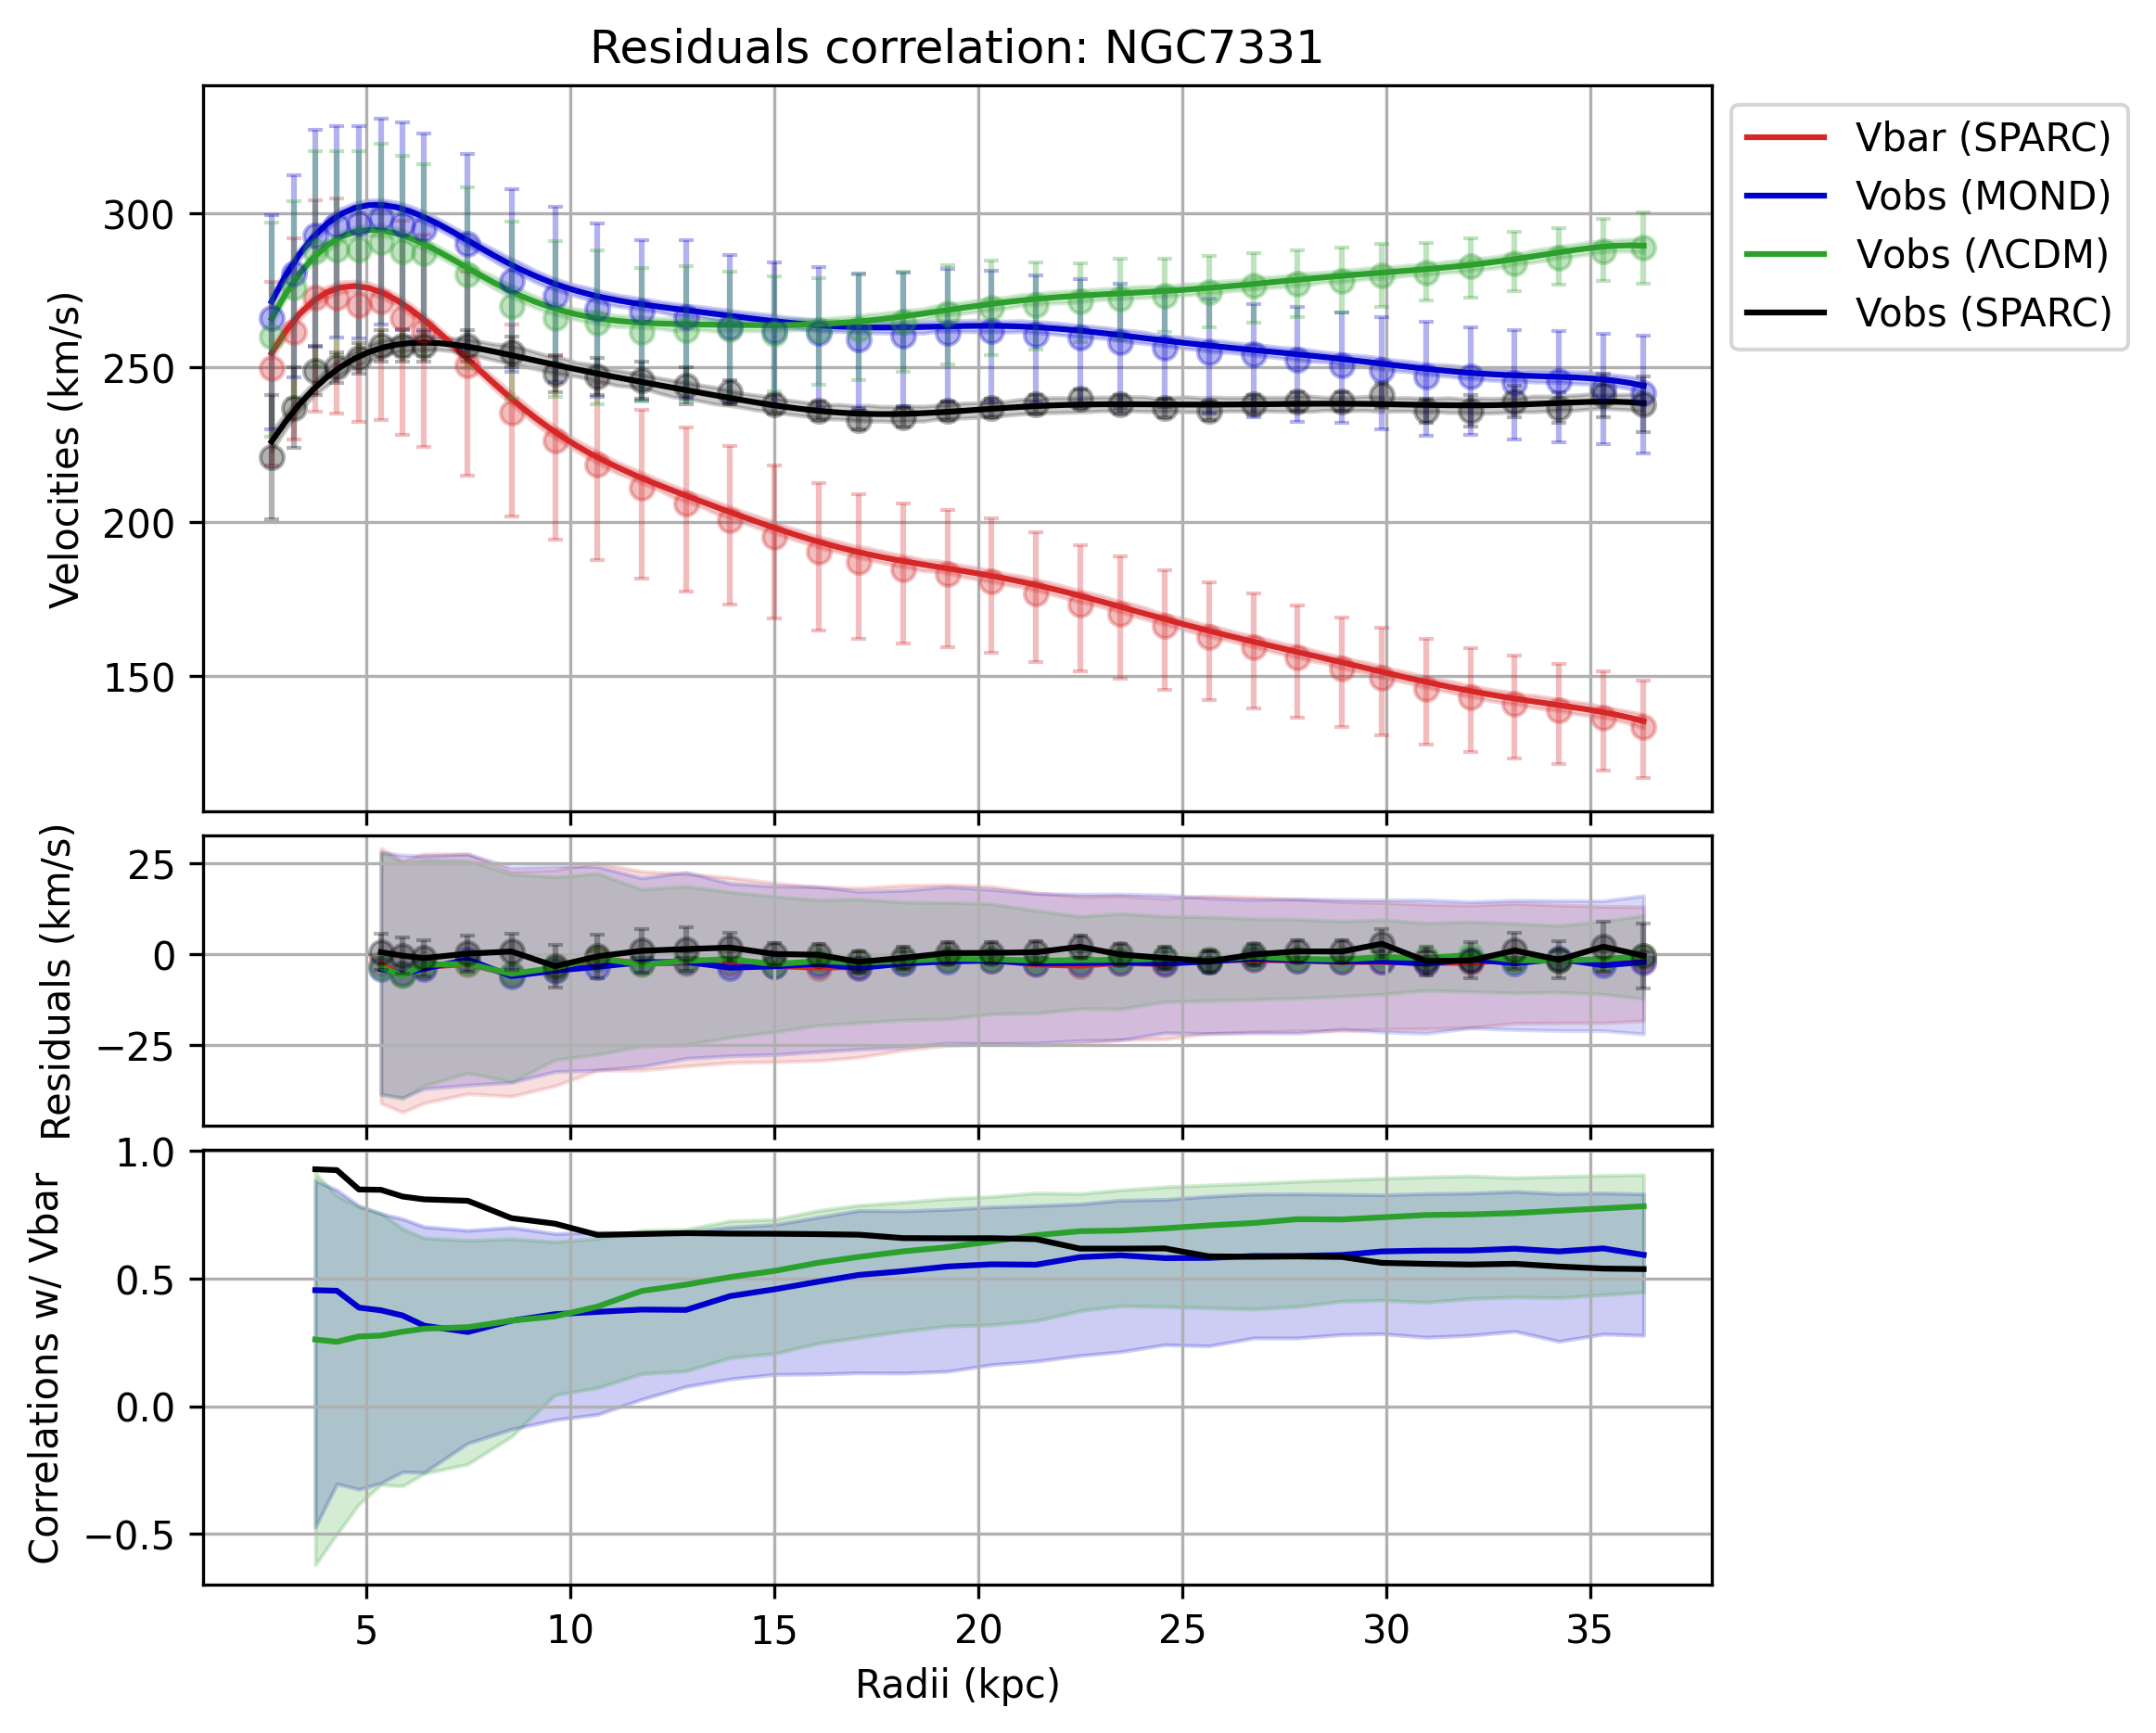 Residuals correlation: NGC7331
Velocities (km/s)
300
250
200
150
Vbar (SPARC)
Vobs (MOND)
Vobs (ΛCDM)
Vobs (SPARC)
Residuals (km/s)
25
0
−25
Correlations w/ Vbar
1.0
0.5
0.0
−0.5
5 10 15 20 25 30 35
Radii (kpc)